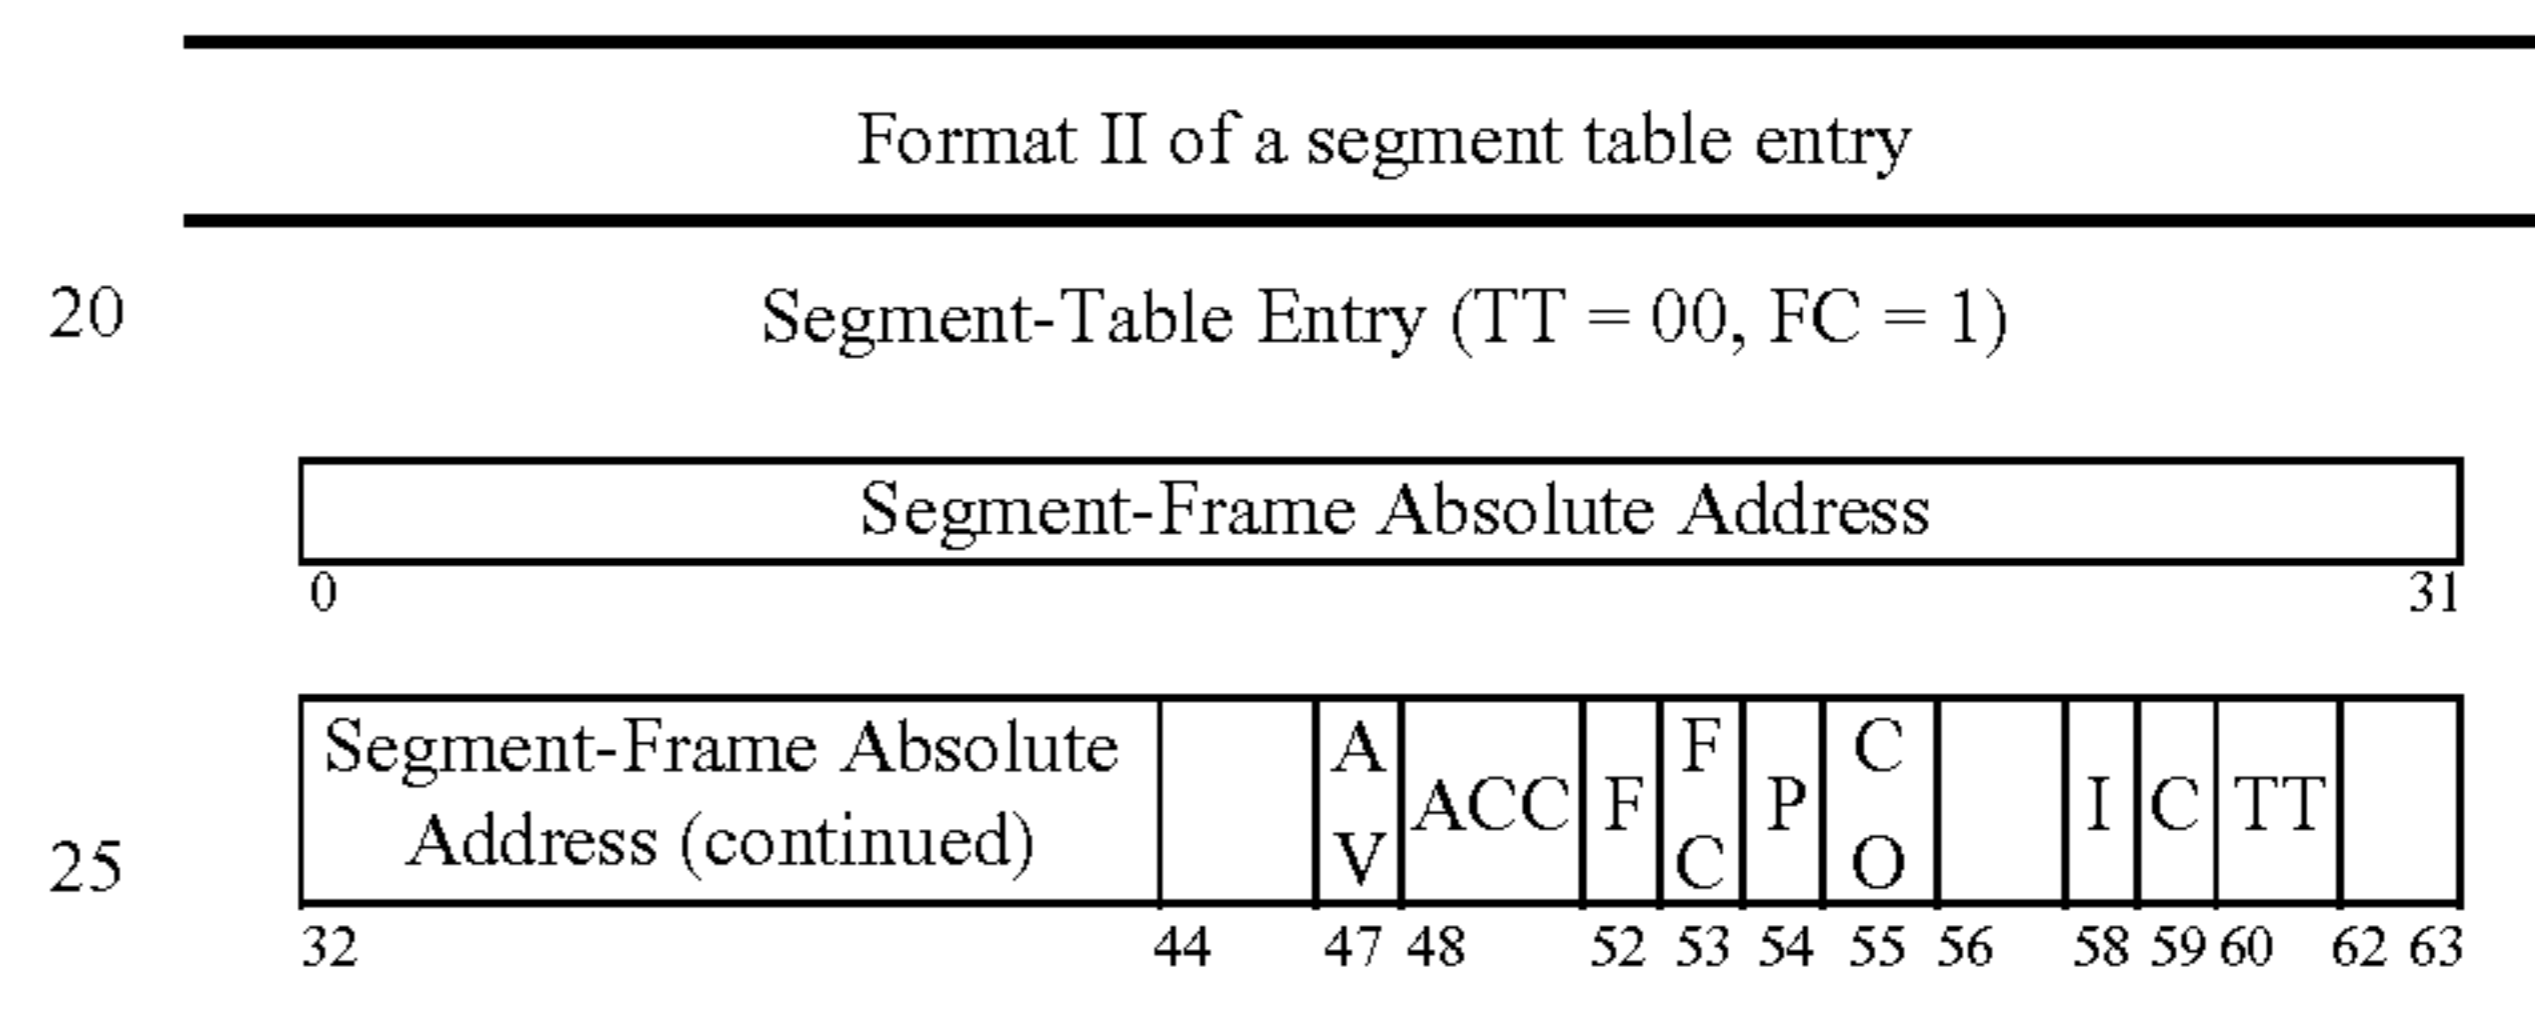 Format II of a segment table entry
20 Segment-Table Entry (TT = 00, FC = 1)
Segment-Frame Absolute Address
0 31
Segment-Frame Absolute
Address (continued)
A
V
ACC
F
F
C
P
C
O
I
C
TT
25
32 44 47 48 52 53 54 55 56 58 59 60 62 63